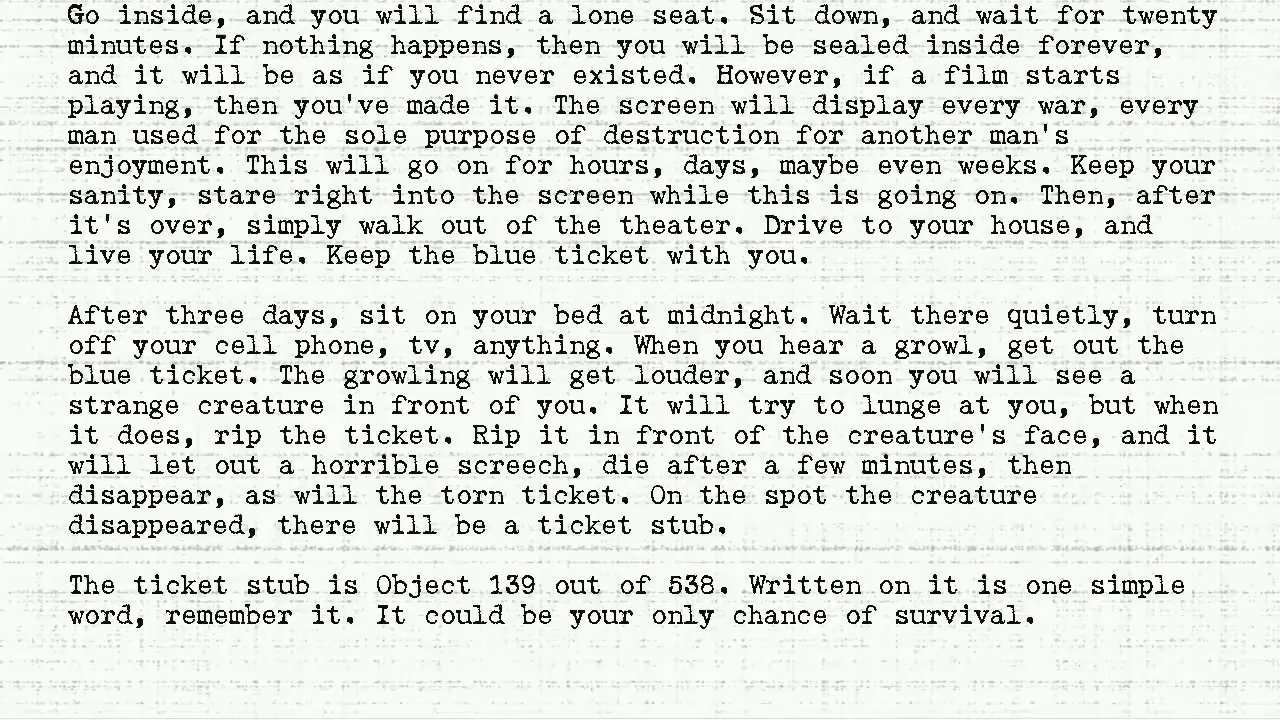 Go inside, and you will find a lone seat. Sit down, and wait for twenty
minutes. If nothing happens, then you will be sealed inside forever,
and it will be as if you never existed. However, if a film starts
playing, then you've made it. The screen will display every war, every
man used for the sole purpose of destruction for another man's
enjoyment. This will go on for hours, days, maybe even weeks. Keep your
sanity, stare right into the screen while this is going on. Then, after
it's over, simply walk out of the theater. Drive to your house, and
live your life. Keep the blue ticket with you.
After three days, sit on your bed at midnight. Wait there quietly, turn
off your cell phone, tv, anything. When you hear a growl, get out the
blue ticket. The growling will get louder, and soon you will see a
strange creature in front of you. It will try to lunge at you, but when
it does, rip the ticket. Rip it in front of the creature's face, and it
will let out a horrible screech, die after a few minutes, then
disappear, as will the torn ticket. On the spot the creature
disappeared, there will be a ticket stub.
The ticket stub is Object 139 out of 538. Written on it is one simple
word, remember it. It could be your only chance of survival.